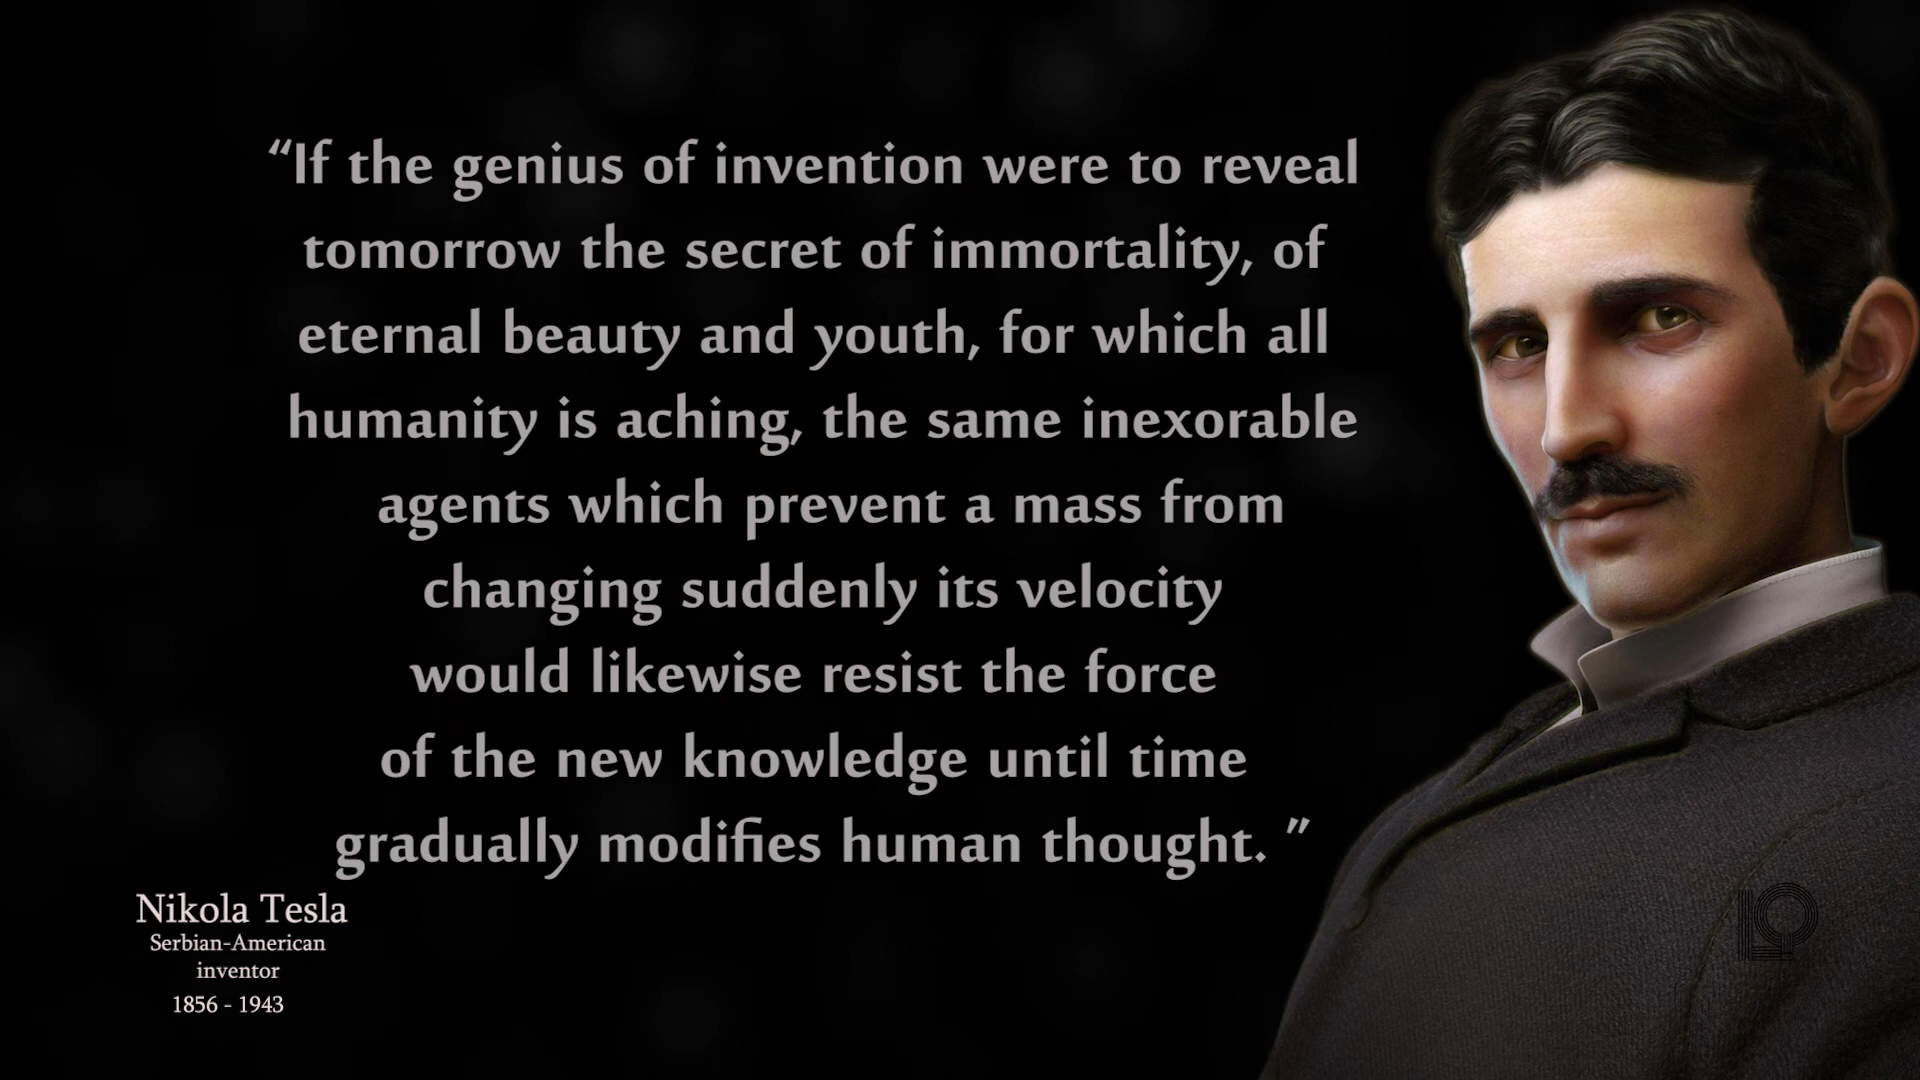 “If the genius of invention were to reveal
tomorrow the secret of immortality, of
eternal beauty and youth, for which all
humanity is aching, the same inexorable
agents which prevent a mass from
changing suddenly its velocity
would likewise resist the force
of the new knowledge until time
gradually modifies human thought. ”
Nikola Tesla
Serbian-American
inventor
1856 - 1943